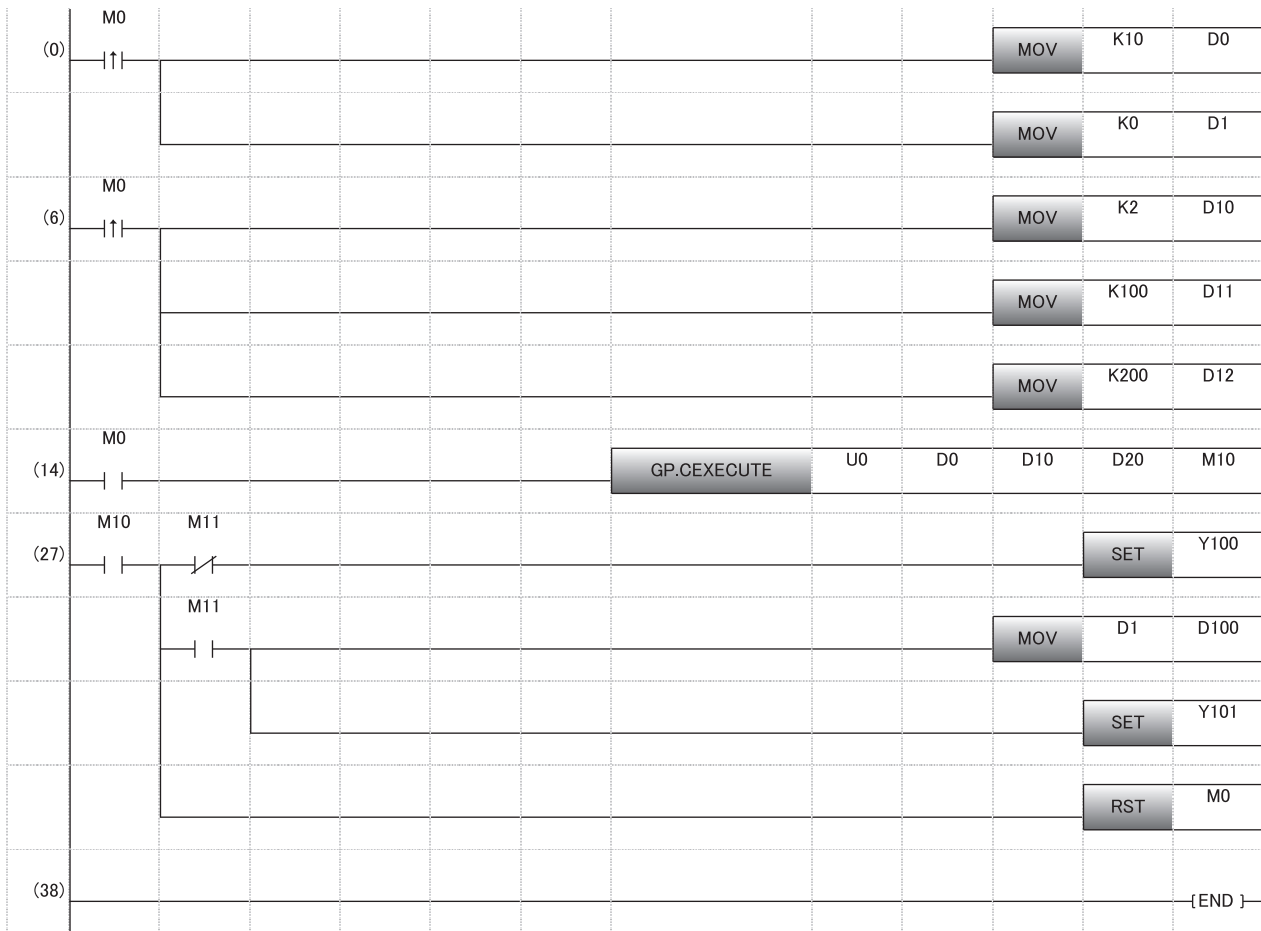 M0
(0) MOV K10 D0
MOV K0 D1
M0
(6) MOV K2 D10
MOV K100 D11
MOV K200 D12
M0
(14) GP.CEXECUTE U0 D0 D10 D20 M10
M10 M11
(27) SET Y100
M11
MOV D1 D100
SET Y101
RST M0
(38) [END]